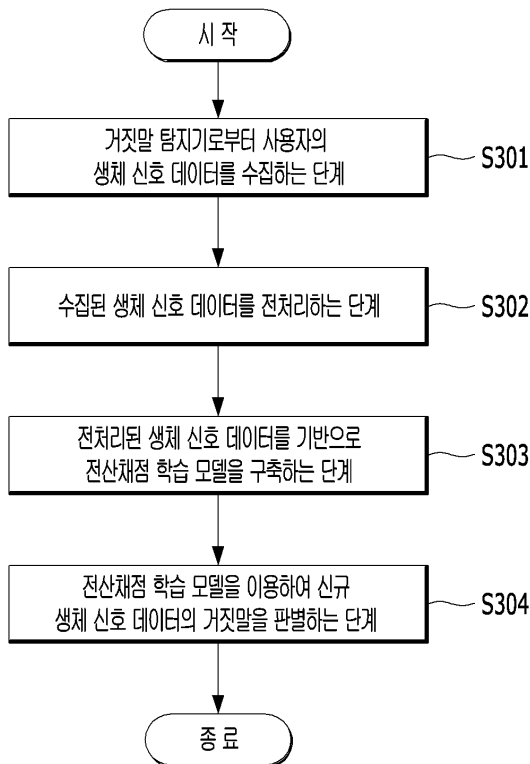 시 작
거짓말 탐지기로부터 사용자의
생체 신호 데이터를 수집하는 단계
S301
수집된 생체 신호 데이터를 전처리하는 단계
S302
전처리된 생체 신호 데이터를 기반으로
전산채점 학습 모델을 구축하는 단계
S303
전산채점 학습 모델을 이용하여 신규
생체 신호 데이터의 거짓말을 판별하는 단계
S304
종 료